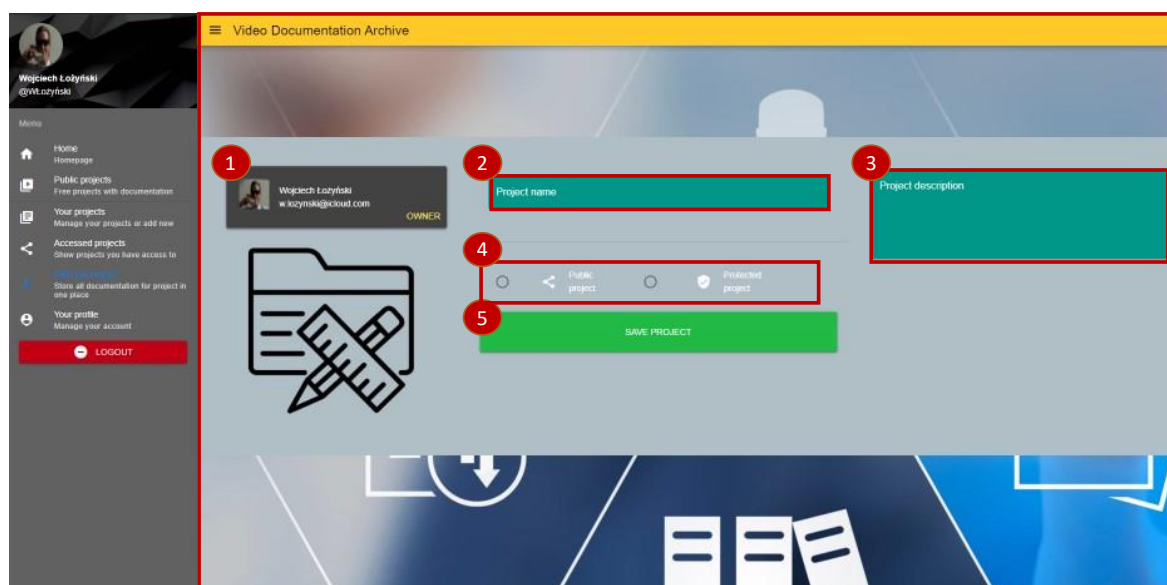 Wojciech Łożyński
@WŁożyński
Menu
Home
Homepage
Public projects
Free projects with documentation
Your projects
Manage your projects or add new
Accessed projects
Show projects you have access to
Store all documentation for project in
one place
Your profile
Manage your account
LOGOUT
Video Documentation Archive
1
Wojciech Łożyński
w.lozynski@icloud.com
OWNER
2
Project name
3
Project description
4
Public
project
Protected
project
5
SAVE PROJECT